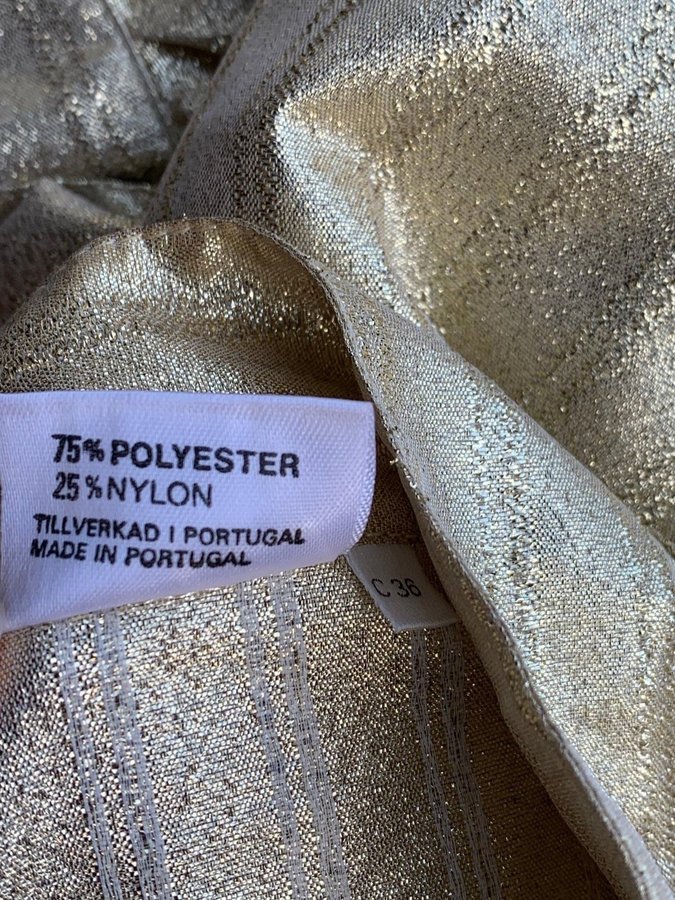 75% POLYESTER
25% NYLON
TILLVERKAD I PORTUGAL
MADE IN PORTUGAL
C 36